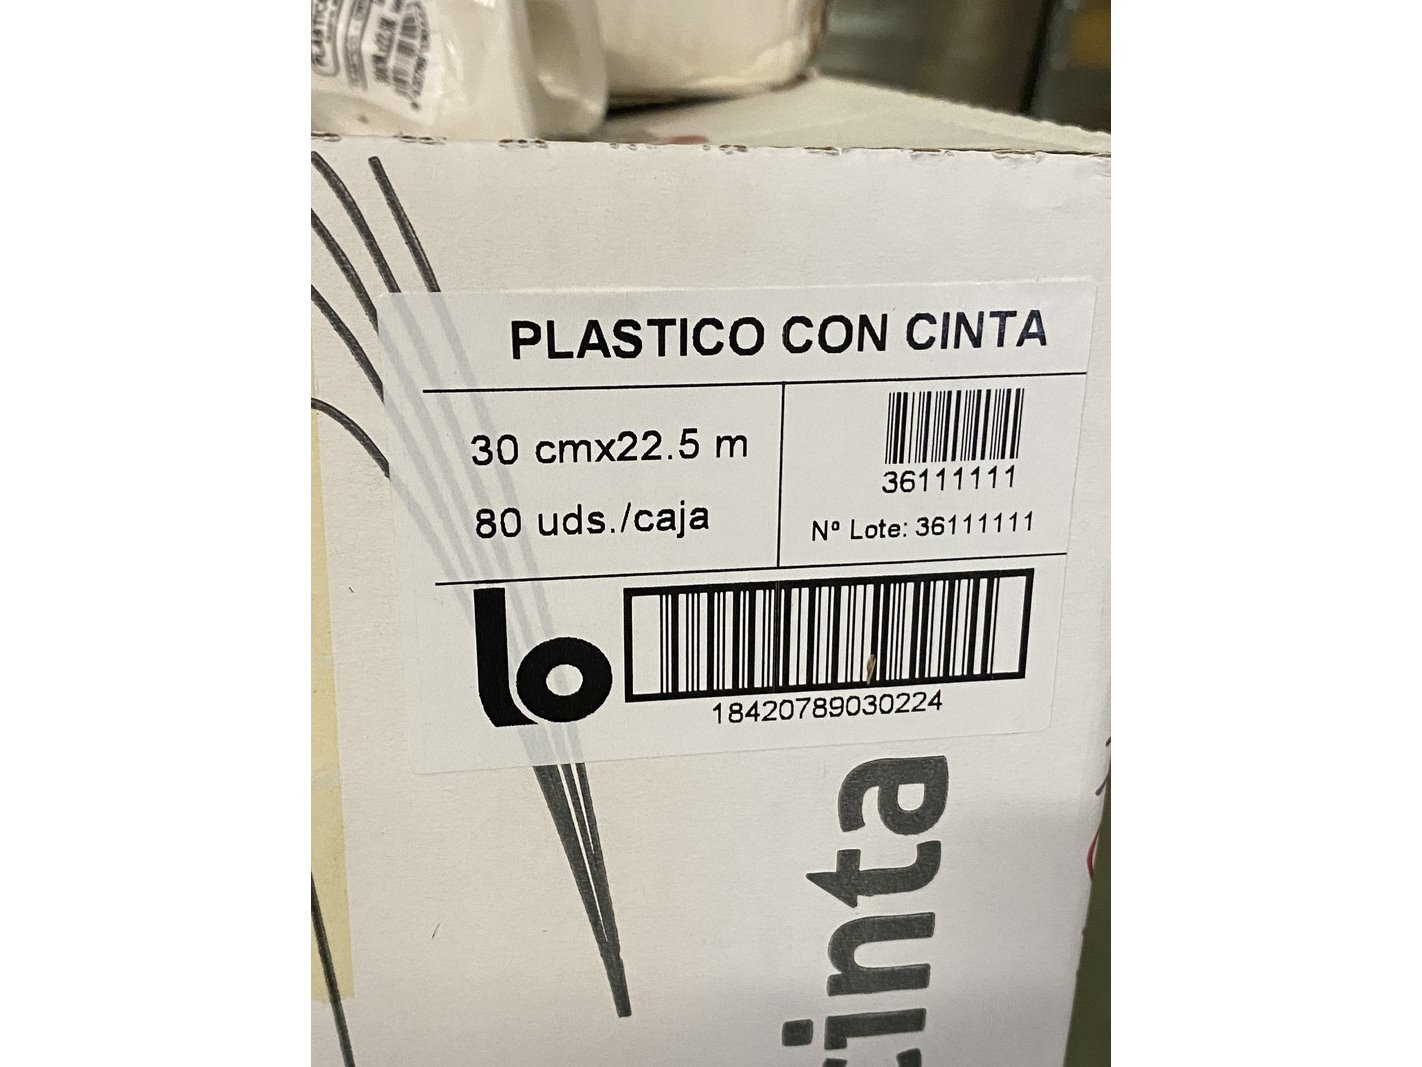 PLASTICO CON CINTA
30 cmx22.5 m
80 uds./caja
36111111
Nº Lote: 36111111
lo
18420789030224
cinta